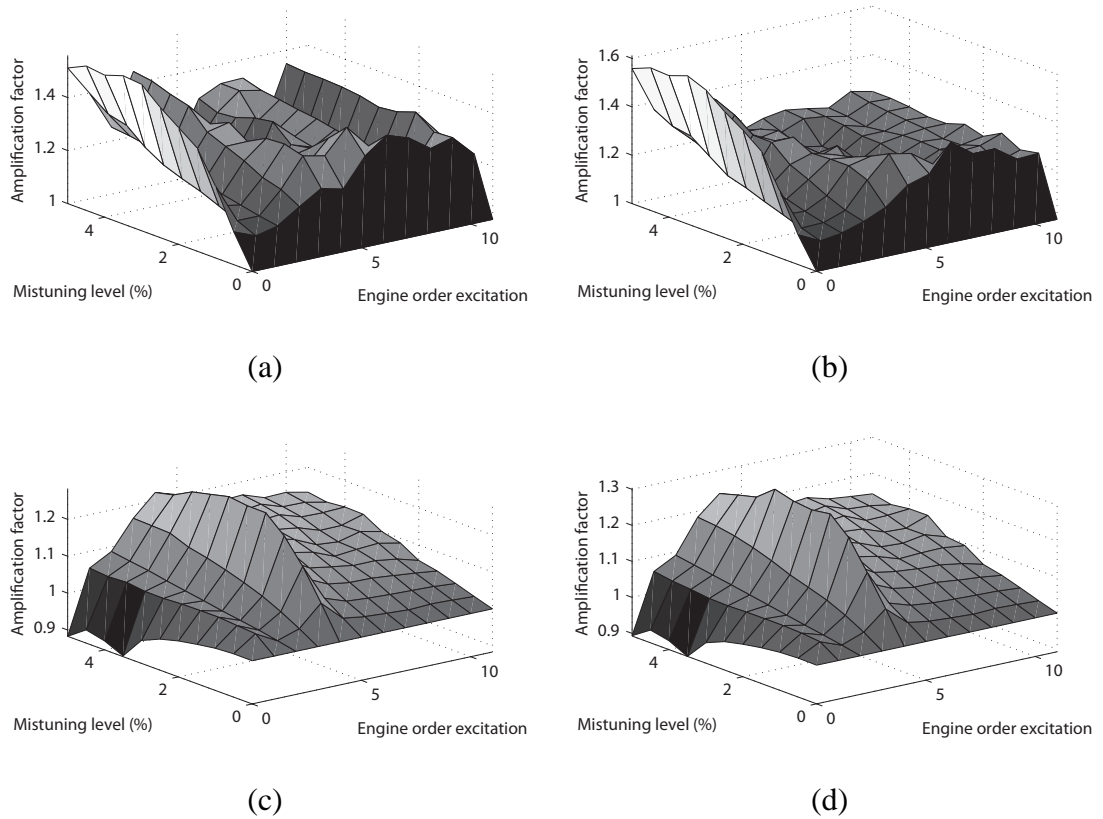 Amplification factor
1.4
1.2
1
4
2
0
0
5
10
Mistuning level (%)
Engine order excitation
(a)
Amplification factor
1.6
1.4
1.2
1
4
2
0
0
5
10
Mistuning level (%)
Engine order excitation
(b)
Amplification factor
1.2
1.1
1
0.9
4
2
0
0
5
10
Mistuning level (%)
Engine order excitation
(c)
Amplification factor
1.3
1.2
1.1
1
0.9
4
2
0
0
5
10
Mistuning level (%)
Engine order excitation
(d)